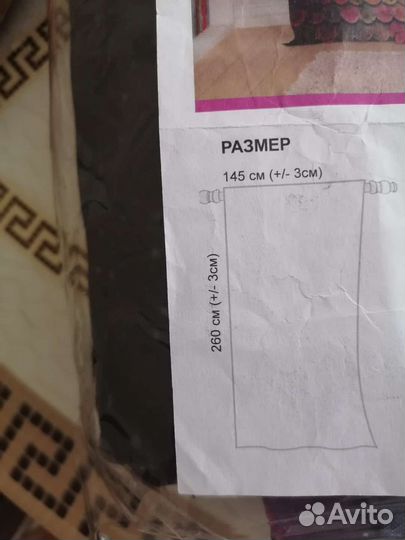 РАЗМЕР
145 см (+/- 3см)
260 см (+/- 3см)
Avito